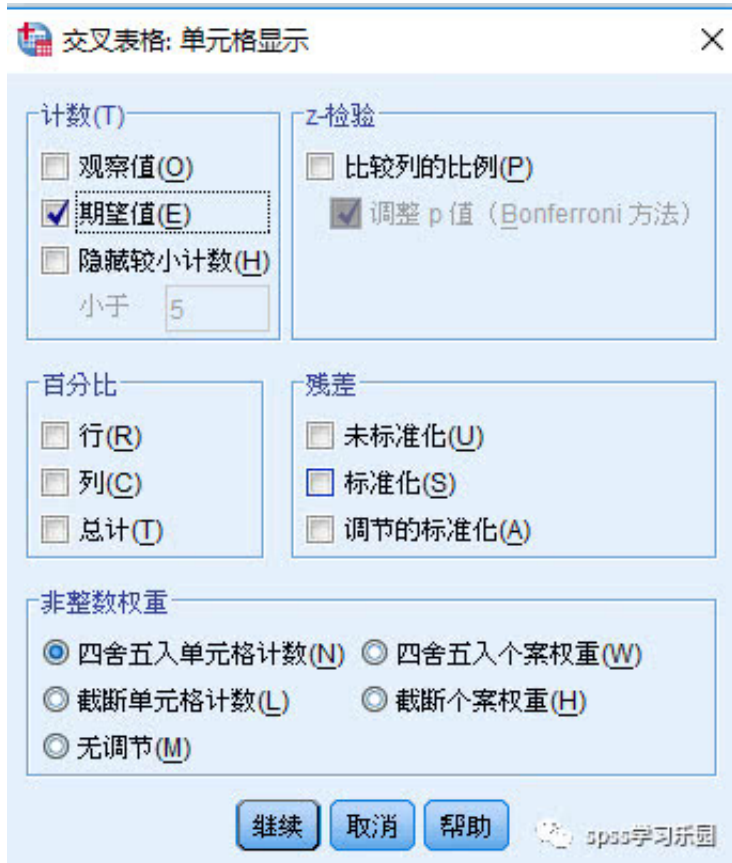 交叉表格: 单元格显示
计数(T)
观察值(O)
期望值(E)
隐藏较小计数(H)
小于 5
z-检验
比较列的比例(P)
调整 p 值（Bonferroni 方法）
百分比
行(R)
列(C)
总计(T)
残差
未标准化(U)
标准化(S)
调节的标准化(A)
非整数权重
四舍五入单元格计数(N) 四舍五入个案权重(W)
截断单元格计数(L) 截断个案权重(H)
无调节(M)
继续 取消 帮助
spss学习乐园